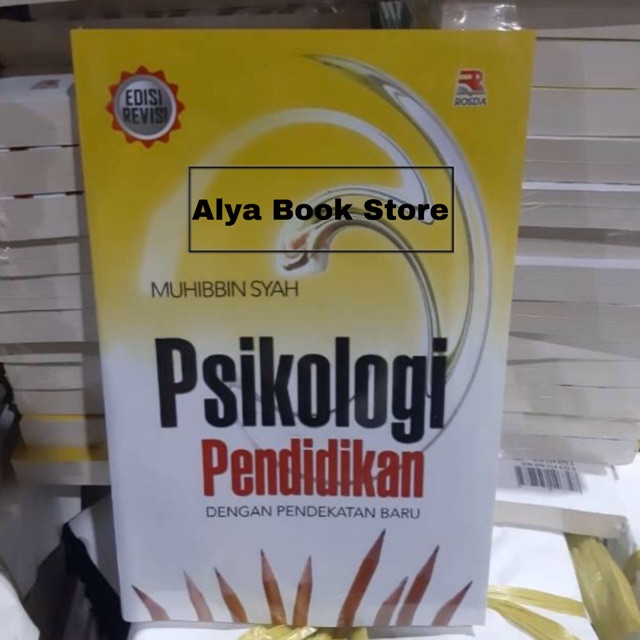 EDISI
REVISI
ROSDA
Alya Book Store
MUHIBBIN SYAH
Psikologi
Pendidikan
DENGAN PENDEKATAN BARU